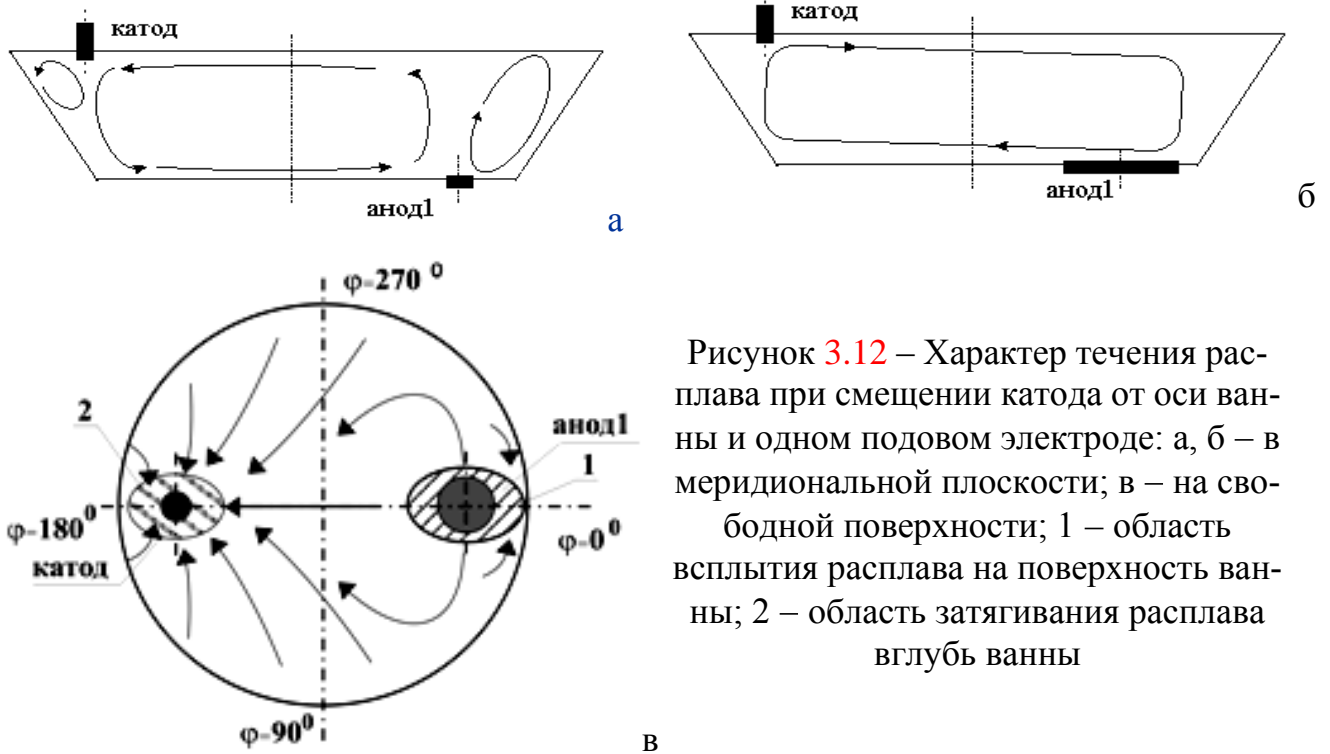 катод
анод1
а
катод
анод1
б
φ-270 ⁰
2
анод1
1
φ-180⁰
φ-0⁰
катод
φ-90⁰
в
Рисунок 3.12 – Характер течения рас-
плава при смещении катода от оси ван-
ны и одном подовом электроде: а, б – в
меридиональной плоскости; в – на сво-
бодной поверхности; 1 – область
всплытия расплава на поверхность ван-
ны; 2 – область затягивания расплава
вглубь ванны